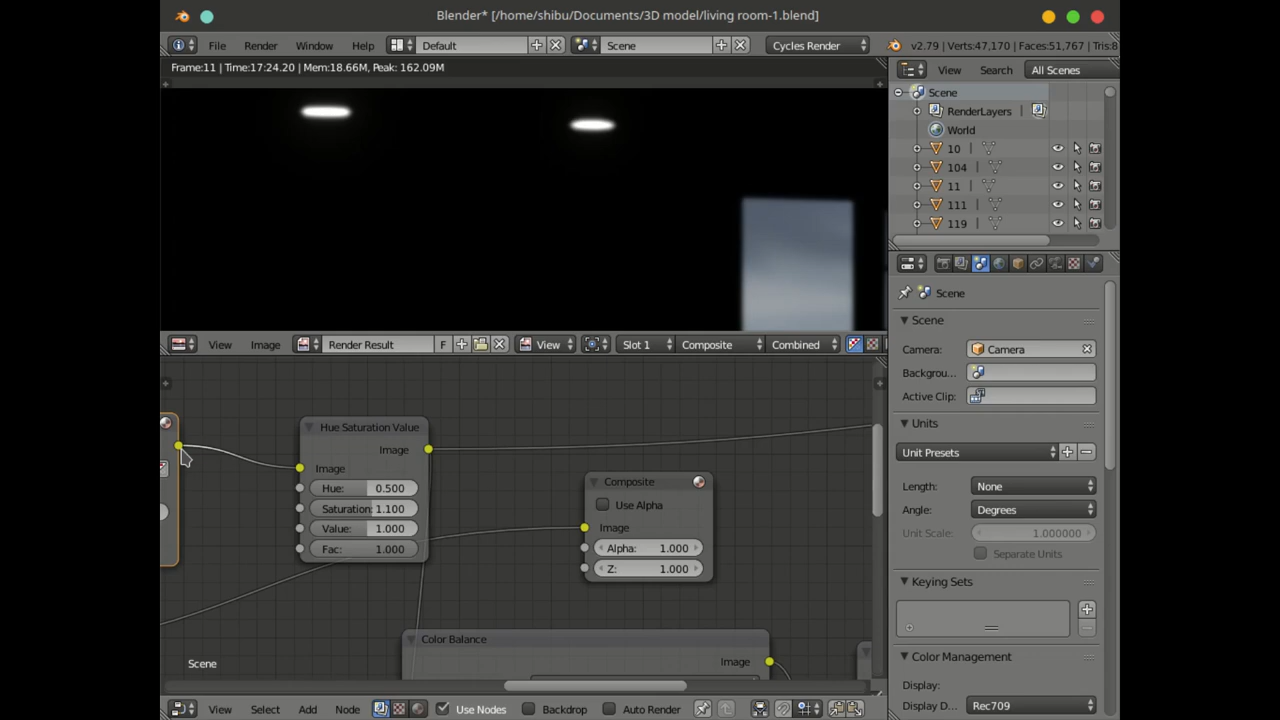 Blender* [/home/shibu/Documents/3D model/living room-1.blend]
File Render Window Help Default Scene Cycles Render v2.79 | Verts:47,170 | Faces:51,767 | Tris:8
Frame:11 | Time:17:24.20 | Mem:18.66M, Peak: 162.09M
View Search All Scenes
Scene
RenderLayers
World
10
104
11
111
119
Scene
Scene
Camera: Camera
Backgrou...
Active Clip:
Units
Unit Presets
Length: None
Angle: Degrees
Unit Scale: 1.000000
Separate Units
Keying Sets
Color Management
Display:
Display D... Rec709
View Image Render Result F View Slot 1 Composite Combined
Hue Saturation Value
Image
Image
Hue: 0.500
Saturation: 1.100
Value: 1.000
Fac: 1.000
Composite
Use Alpha
Image
Alpha: 1.000
Z: 1.000
Color Balance
Image
Scene
View Select Add Node Use Nodes Backdrop Auto Render